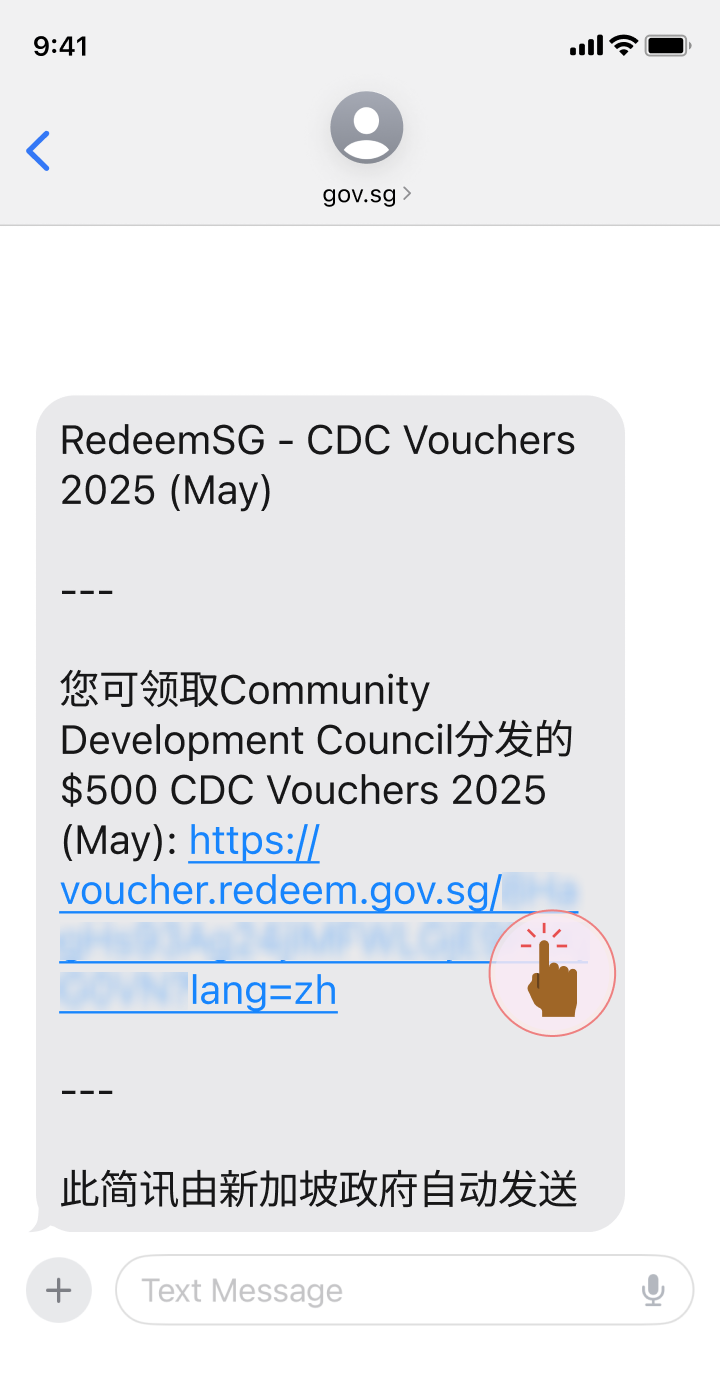 9:41
gov.sg
RedeemSG - CDC Vouchers
2025 (May)
---
您可领取Community
Development Council分发的
$500 CDC Vouchers 2025
(May): https://
voucher.redeem.gov.sg/
lang=zh
---
此简讯由新加坡政府自动发送
Text Message